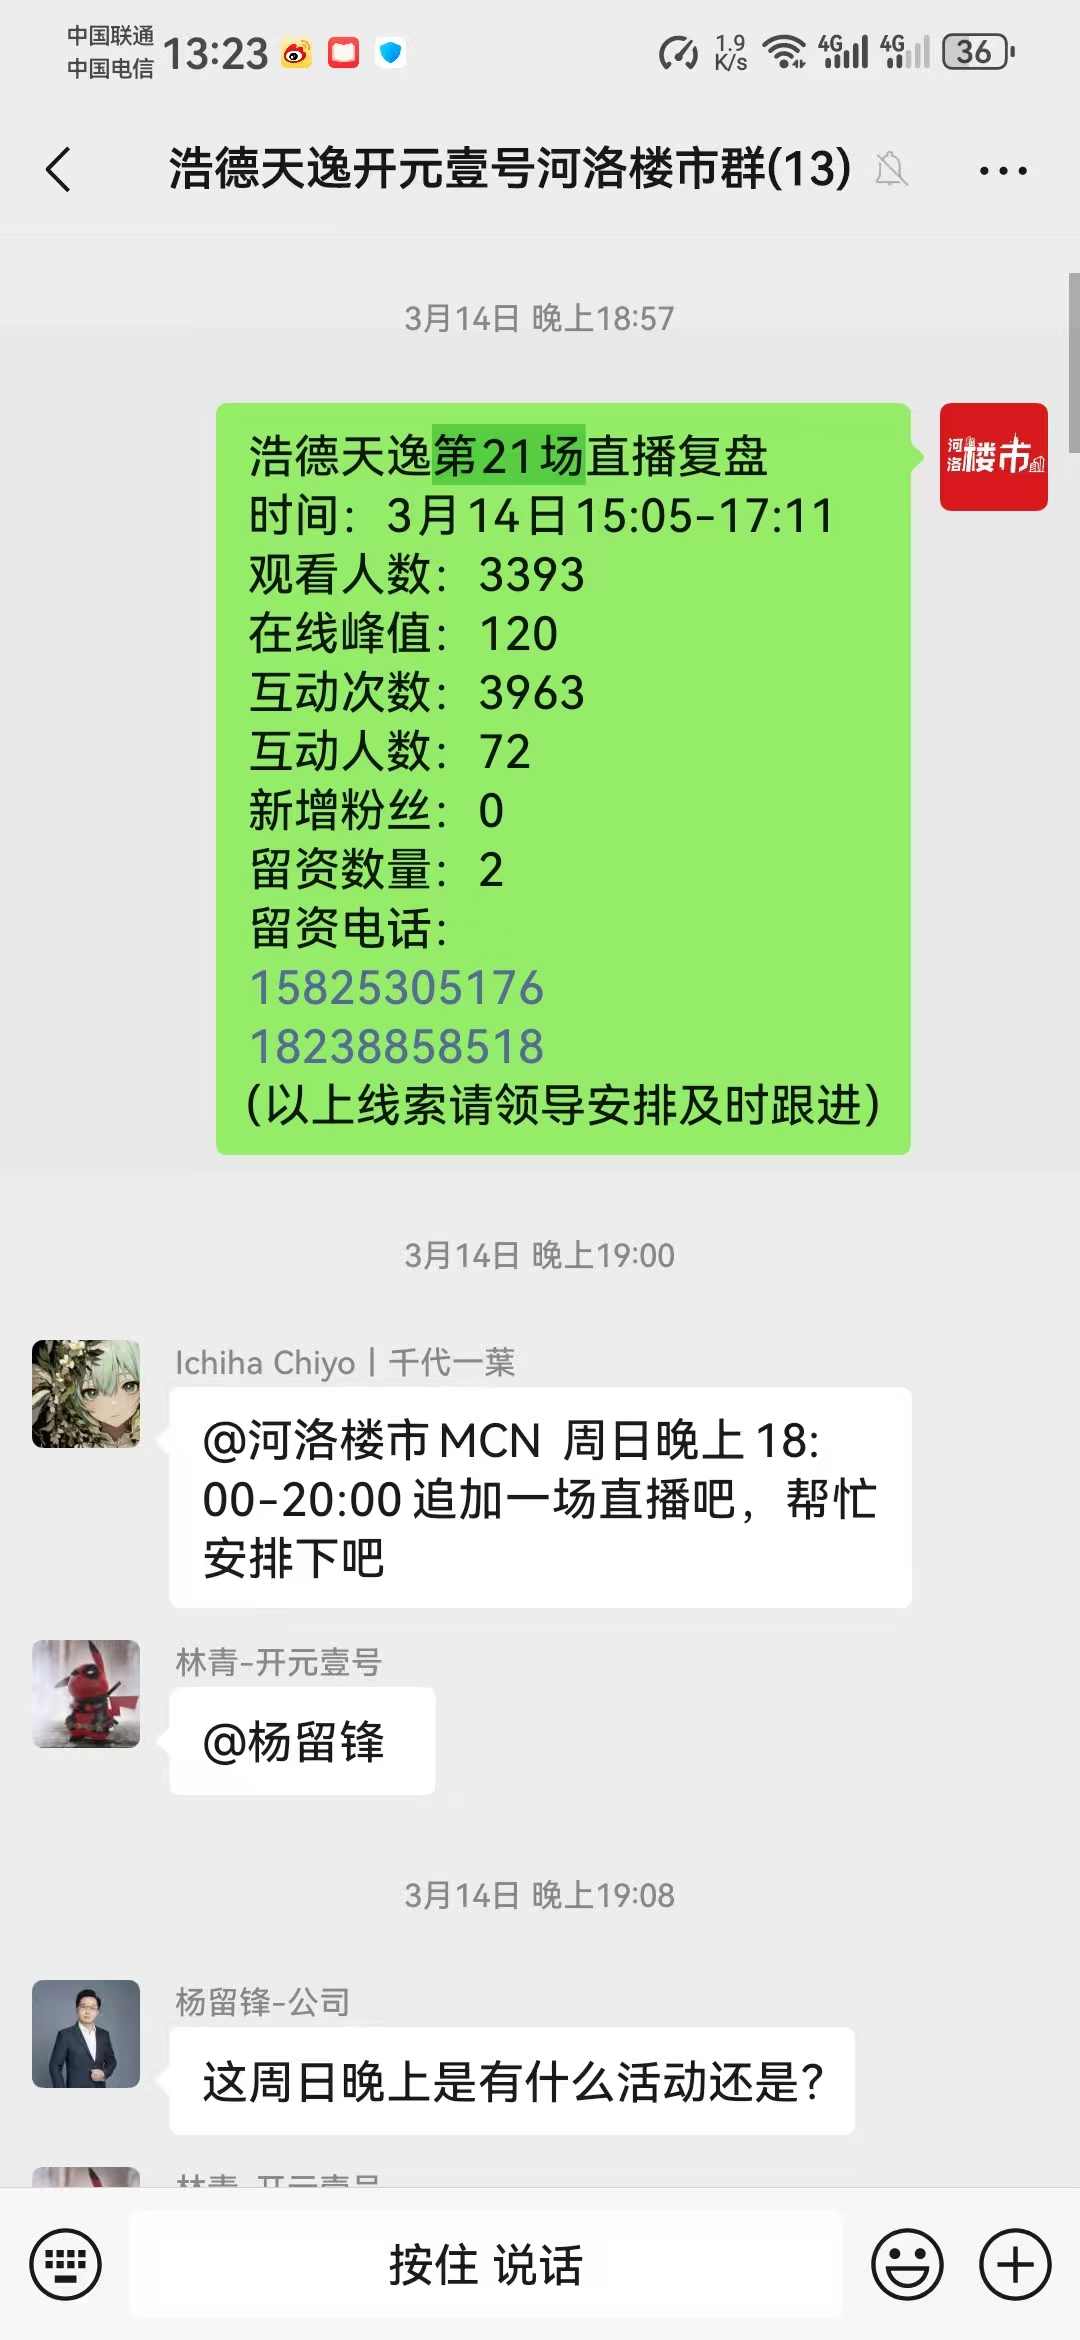 中国联通
中国电信
13:23
1.9
K/s
4G
4G
36
浩德天逸开元壹号河洛楼市群(13)
3月14日 晚上18:57
浩德天逸第21场直播复盘
时间：3月14日15:05-17:11
观看人数：3393
在线峰值：120
互动次数：3963
互动人数：72
新增粉丝：0
留资数量：2
留资电话：
15825305176
18238858518
（以上线索请领导安排及时跟进）
河洛楼市
3月14日 晚上19:00
Ichiha Chiyo丨千代一葉
@河洛楼市MCN 周日晚上18:
00-20:00追加一场直播吧，帮忙
安排下吧
林青-开元壹号
@杨留锋
3月14日 晚上19:08
杨留锋-公司
这周日晚上是有什么活动还是？
林青-开元壹号
按住 说话